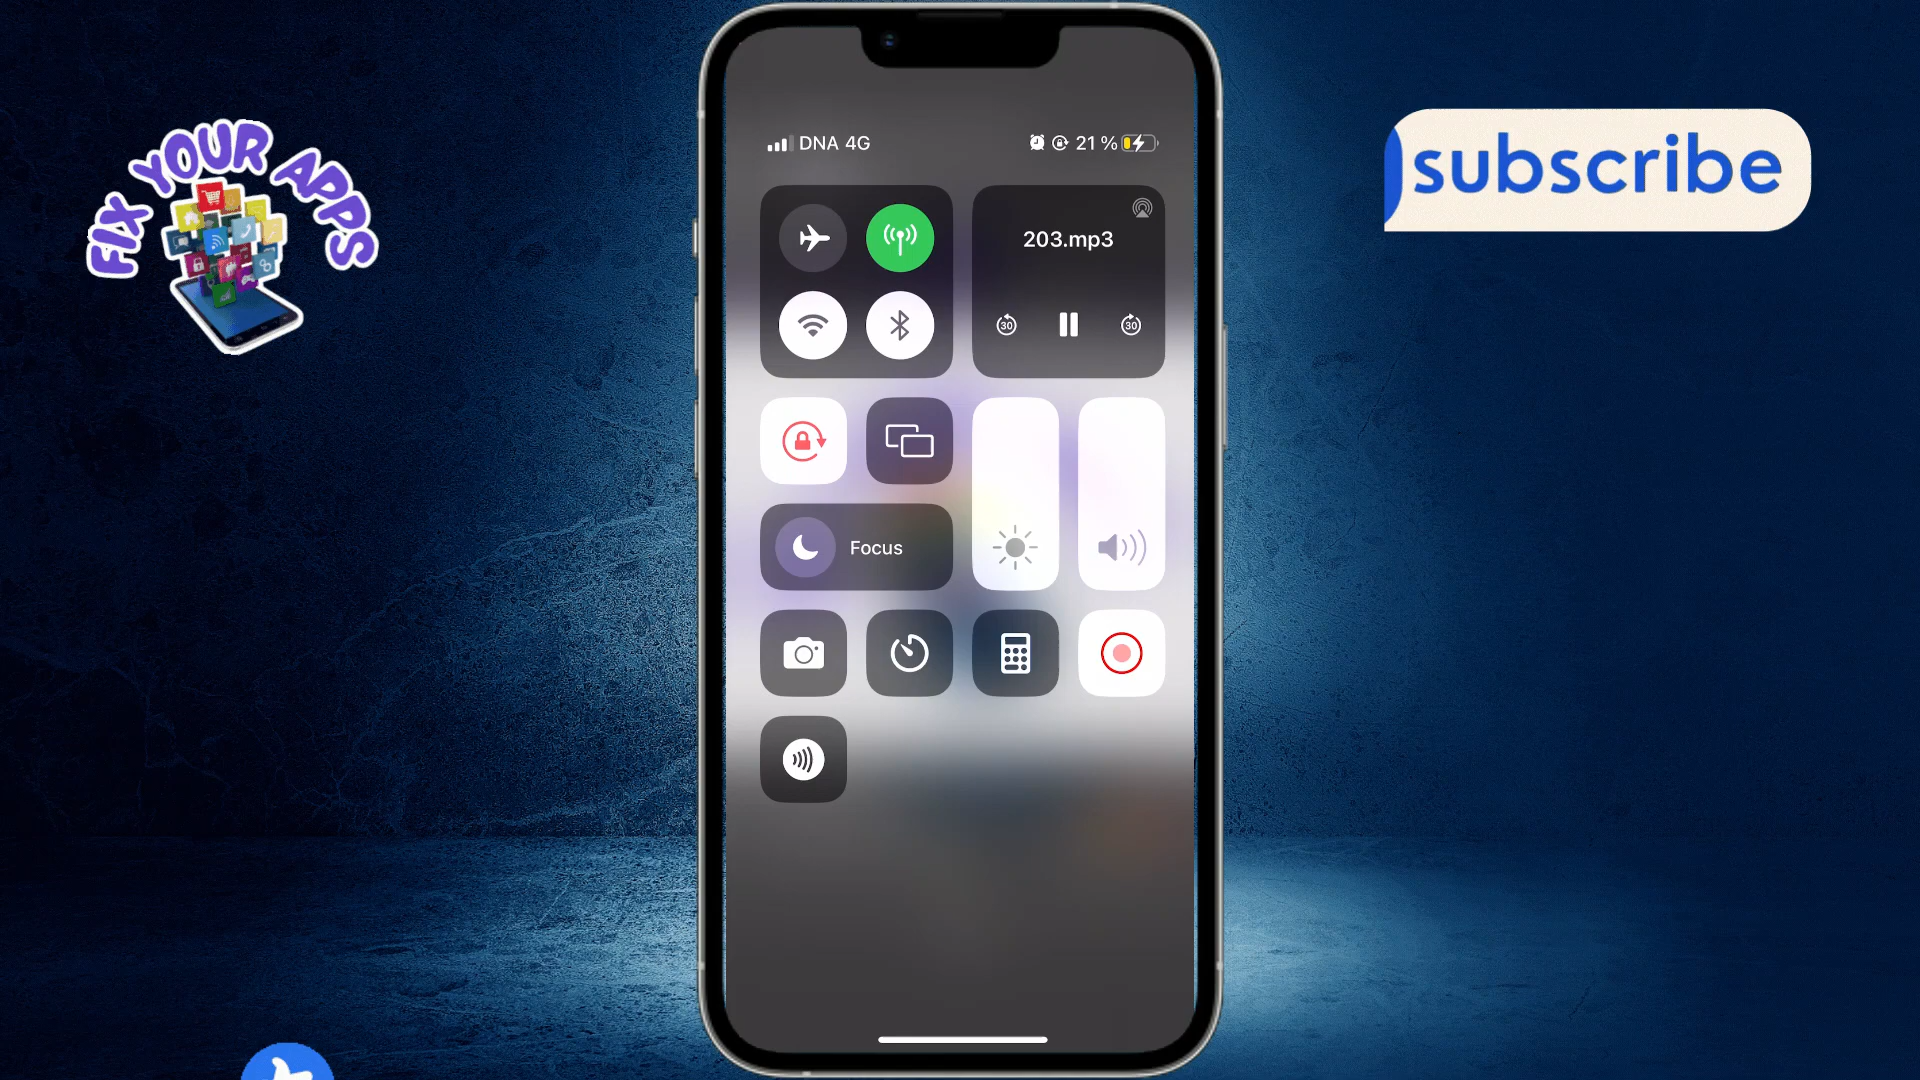 FIX YOUR APPS
subscribe
DNA 4G
21 %
203.mp3
30
30
Focus